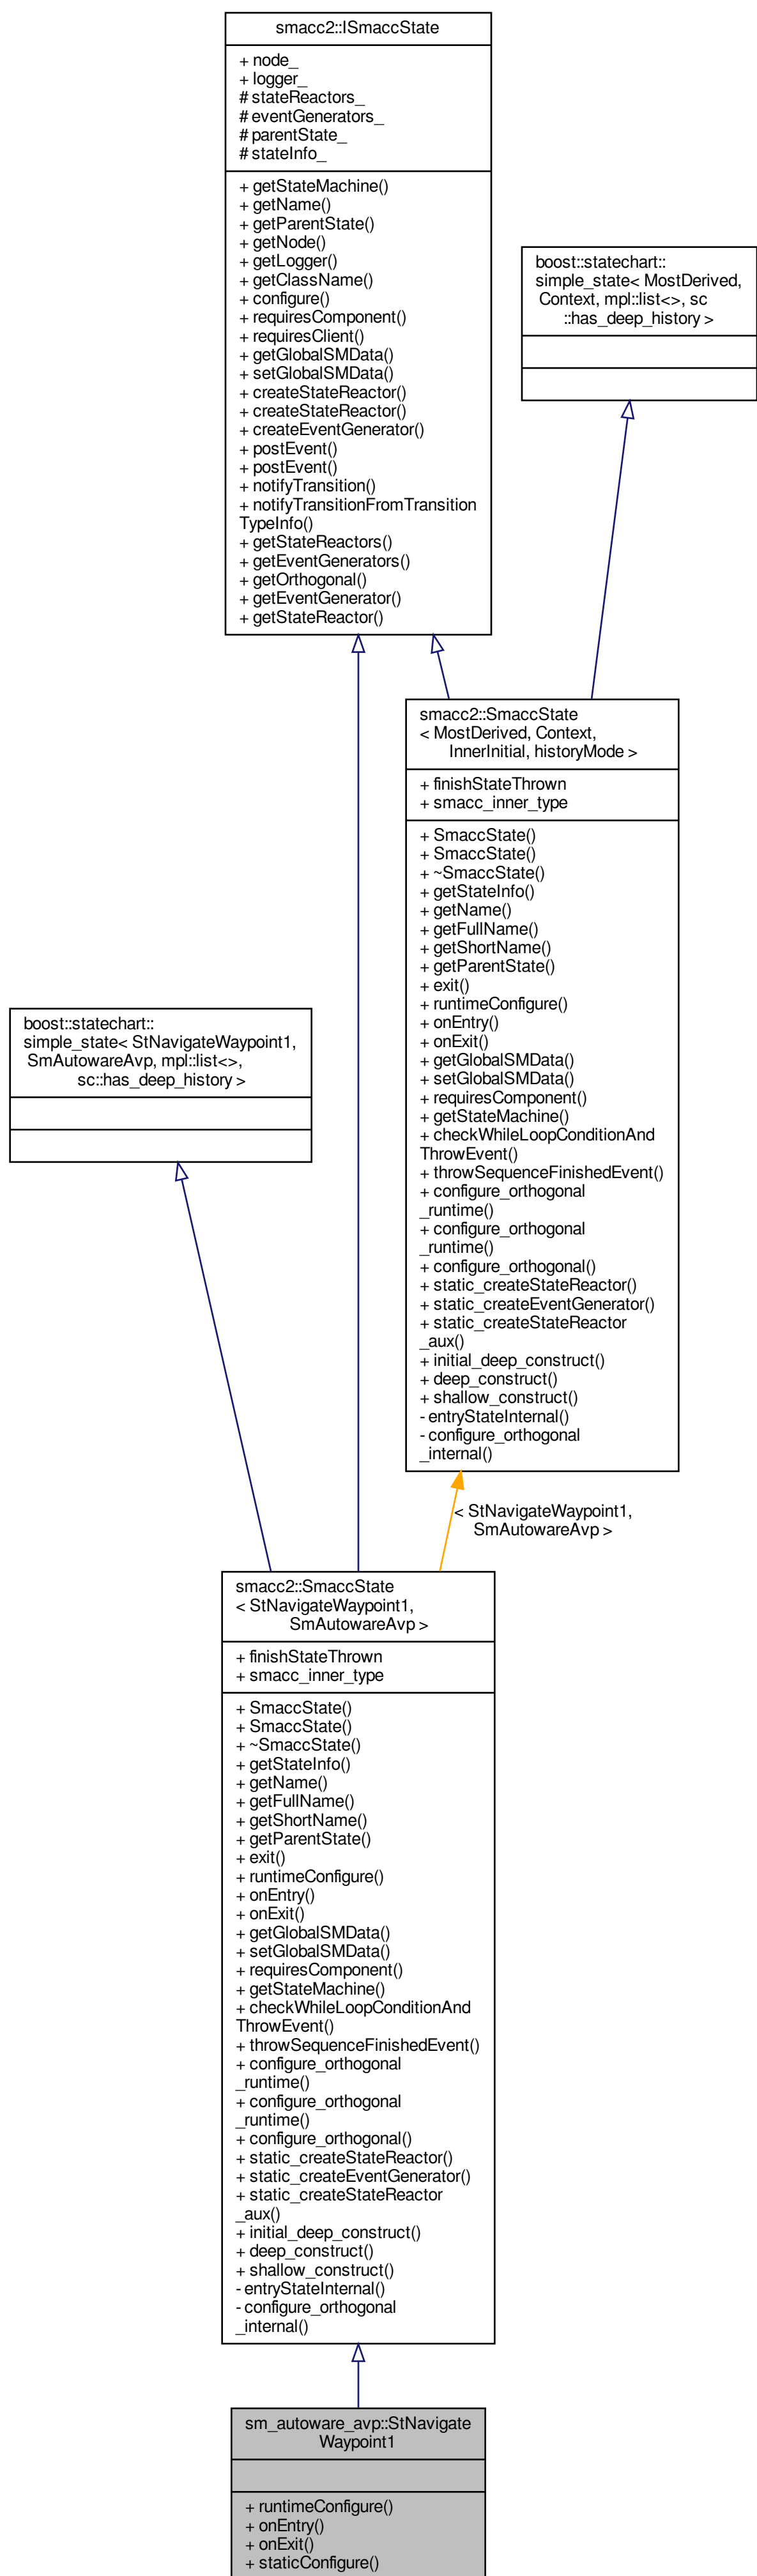 smacc2::ISmaccState
+ node_
+ logger_
# stateReactors_
# eventGenerators_
# parentState_
# stateInfo_
+ getStateMachine()
+ getName()
+ getParentState()
+ getNode()
+ getLogger()
+ getClassName()
+ configure()
+ requiresComponent()
+ requiresClient()
+ getGlobalSMData()
+ setGlobalSMData()
+ createStateReactor()
+ createStateReactor()
+ createEventGenerator()
+ postEvent()
+ postEvent()
+ notifyTransition()
+ notifyTransitionFromTransition
TypeInfo()
+ getStateReactors()
+ getEventGenerators()
+ getOrthogonal()
+ getEventGenerator()
+ getStateReactor()
boost::statechart::
simple_state< MostDerived,
Context, mpl::list<>, sc
::has_deep_history >
smacc2::SmaccState
< MostDerived, Context,
InnerInitial, historyMode >
+ finishStateThrown
+ smacc_inner_type
+ SmaccState()
+ SmaccState()
+ ~SmaccState()
+ getStateInfo()
+ getName()
+ getFullName()
+ getShortName()
+ getParentState()
+ exit()
+ runtimeConfigure()
+ onEntry()
+ onExit()
+ getGlobalSMData()
+ setGlobalSMData()
+ requiresComponent()
+ getStateMachine()
+ checkWhileLoopConditionAnd
ThrowEvent()
+ throwSequenceFinishedEvent()
+ configure_orthogonal
_runtime()
+ configure_orthogonal
_runtime()
+ configure_orthogonal()
+ static_createStateReactor()
+ static_createEventGenerator()
+ static_createStateReactor
_aux()
+ initial_deep_construct()
+ deep_construct()
+ shallow_construct()
- entryStateInternal()
- configure_orthogonal
_internal()
boost::statechart::
simple_state< StNavigateWaypoint1,
SmAutowareAvp, mpl::list<>,
sc::has_deep_history >
< StNavigateWaypoint1,
SmAutowareAvp >
smacc2::SmaccState
< StNavigateWaypoint1,
SmAutowareAvp >
+ finishStateThrown
+ smacc_inner_type
+ SmaccState()
+ SmaccState()
+ ~SmaccState()
+ getStateInfo()
+ getName()
+ getFullName()
+ getShortName()
+ getParentState()
+ exit()
+ runtimeConfigure()
+ onEntry()
+ onExit()
+ getGlobalSMData()
+ setGlobalSMData()
+ requiresComponent()
+ getStateMachine()
+ checkWhileLoopConditionAnd
ThrowEvent()
+ throwSequenceFinishedEvent()
+ configure_orthogonal
_runtime()
+ configure_orthogonal
_runtime()
+ configure_orthogonal()
+ static_createStateReactor()
+ static_createEventGenerator()
+ static_createStateReactor
_aux()
+ initial_deep_construct()
+ deep_construct()
+ shallow_construct()
- entryStateInternal()
- configure_orthogonal
_internal()
sm_autoware_avp::StNavigate
Waypoint1
+ runtimeConfigure()
+ onEntry()
+ onExit()
+ staticConfigure()